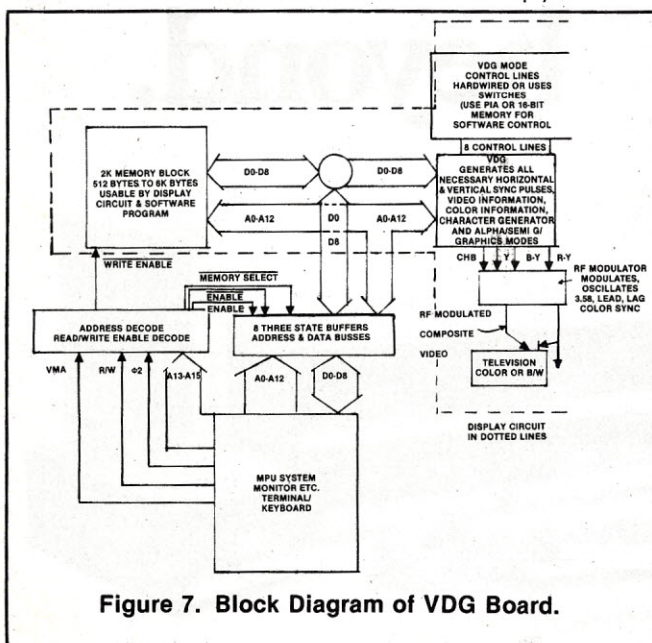 VDG MODE
CONTROL LINES
HARDWIRED OR USES
SWITCHES
(USE PIA OR 16-BIT
MEMORY FOR
SOFTWARE CONTROL
8 CONTROL LINES
2K MEMORY BLOCK
512 BYTES TO 6K BYTES
USABLE BY DISPLAY
CIRCUIT & SOFTWARE
PROGRAM
D0-D8
D0-D8
A0-A12
D0
D8
A0-A12
VDG
GENERATES ALL
NECESSARY HORIZONTAL
& VERTICAL SYNC PULSES,
VIDEO INFORMATION,
COLOR INFORMATION,
CHARACTER GENERATOR
AND ALPHA/SEMI G/
GRAPHICS MODES
CHB Y B-Y R-Y
WRITE ENABLE
MEMORY SELECT
ENABLE
ENABLE
RF MODULATOR
MODULATES,
OSCILLATES
3.58, LEAD, LAG
COLOR SYNC
ADDRESS DECODE
READ/WRITE ENABLE DECODE
8 THREE STATE BUFFERS
ADDRESS & DATA BUSSES
RF MODULATED
COMPOSITE
VIDEO
TELEVISION
COLOR OR B/W
VMA R/W Φ2 A13-A15
A0-A12
D0-D8
DISPLAY CIRCUIT
IN DOTTED LINES
MPU SYSTEM
MONITOR ETC.
TERMINAL/
KEYBOARD
Figure 7. Block Diagram of VDG Board.